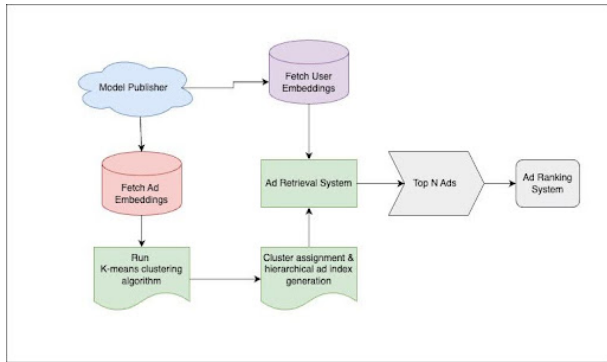 Model Publisher
Fetch User
Embeddings
Fetch Ad
Embeddings
Ad Retrieval System
Top N Ads
Ad Ranking
System
Run
K-means clustering
algorithm
Cluster assignment &
hierarchical ad index
generation